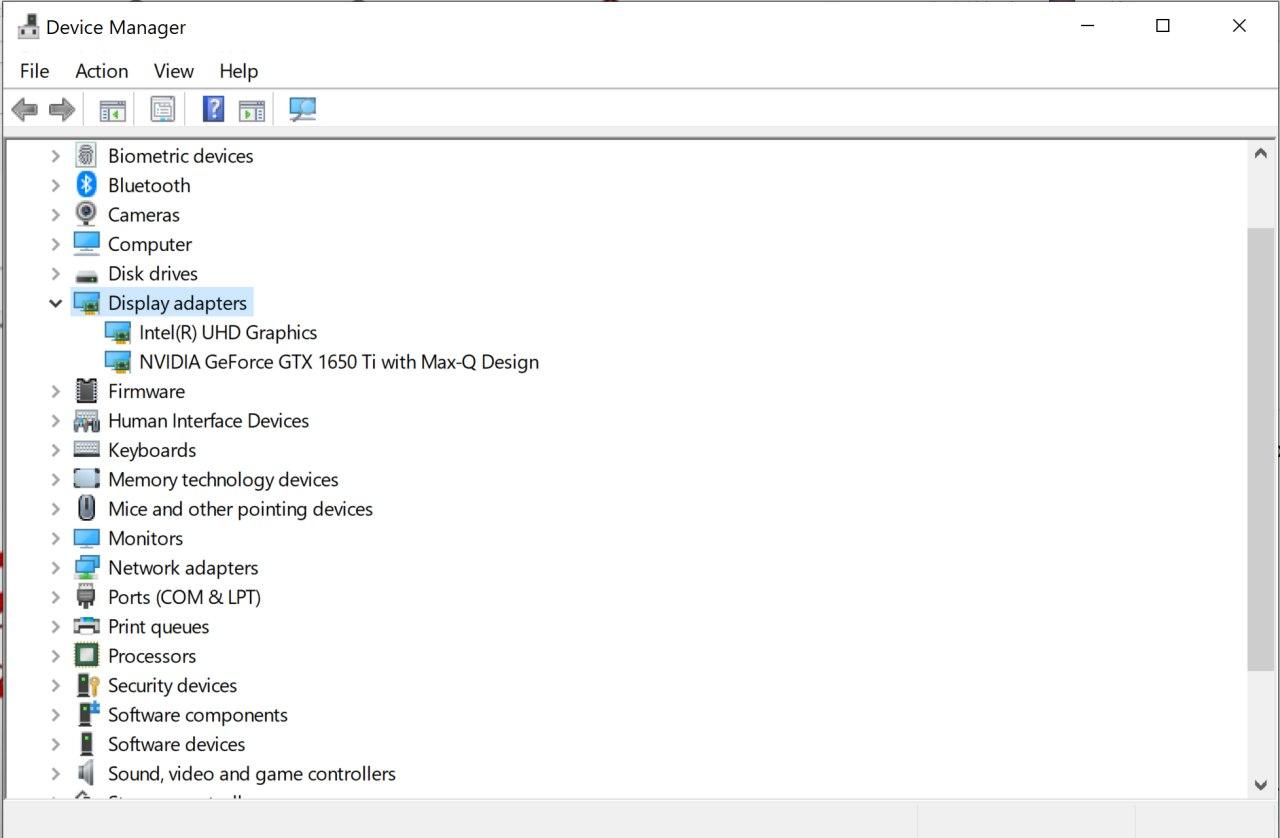 Device Manager
File Action View Help
Biometric devices
Bluetooth
Cameras
Computer
Disk drives
Display adapters
Intel(R) UHD Graphics
NVIDIA GeForce GTX 1650 Ti with Max-Q Design
Firmware
Human Interface Devices
Keyboards
Memory technology devices
Mice and other pointing devices
Monitors
Network adapters
Ports (COM & LPT)
Print queues
Processors
Security devices
Software components
Software devices
Sound, video and game controllers